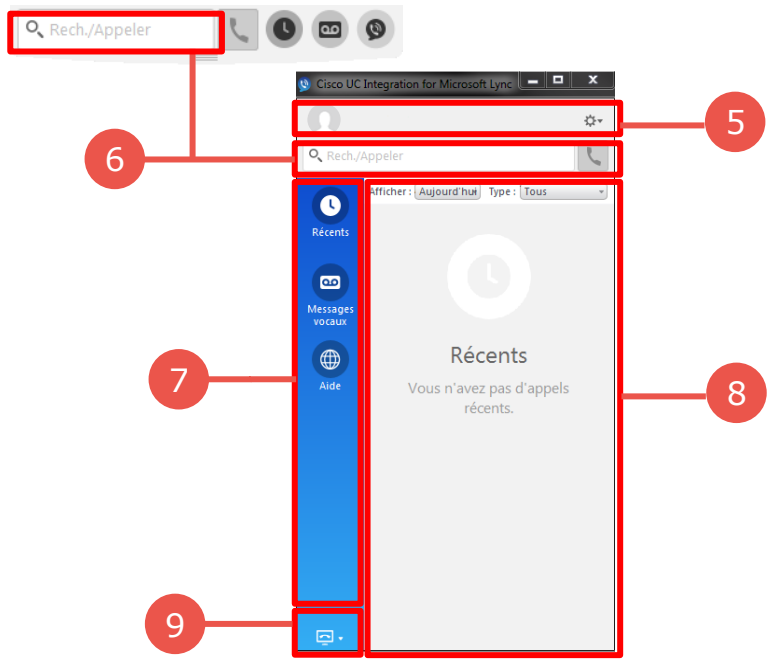 Rech./Appeler
Cisco UC Integration for Microsoft Lync
5
6
Rech./Appeler
Afficher : Aujourd'hui Type : Tous
Récents
Messages
vocaux
Aide
7
Récents
Vous n'avez pas d'appels
récents.
8
9